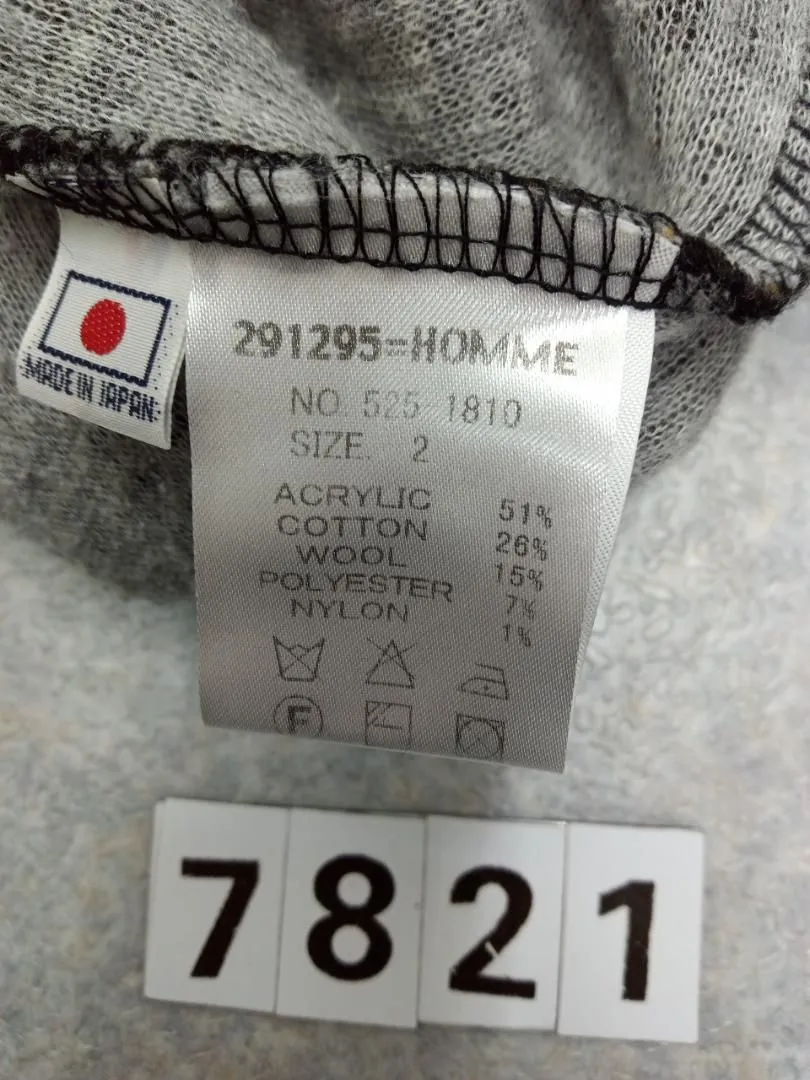 MADE IN JAPAN
291295=HOMME
NO. 525-1810
SIZE. 2
ACRYLIC 51%
COTTON 26%
WOOL 15%
POLYESTER 7%
NYLON 1%
F
7821